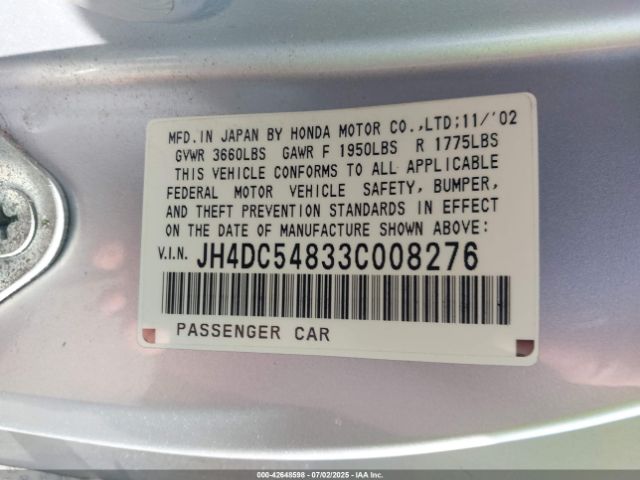 MFD.IN JAPAN BY HONDA MOTOR CO.,LTD;11/'02
GVWR 3660LBS GAWR F 1950LBS R 1775LBS
THIS VEHICLE CONFORMS TO ALL APPLICABLE
FEDERAL MOTOR VEHICLE SAFETY, BUMPER,
AND THEFT PREVENTION STANDARDS IN EFFECT
ON THE DATE OF MANUFACTURE SHOWN ABOVE:
V.I.N. JH4DC54833C008276
PASSENGER CAR
000-42648598 - 07/02/2025 - IAAI.COM